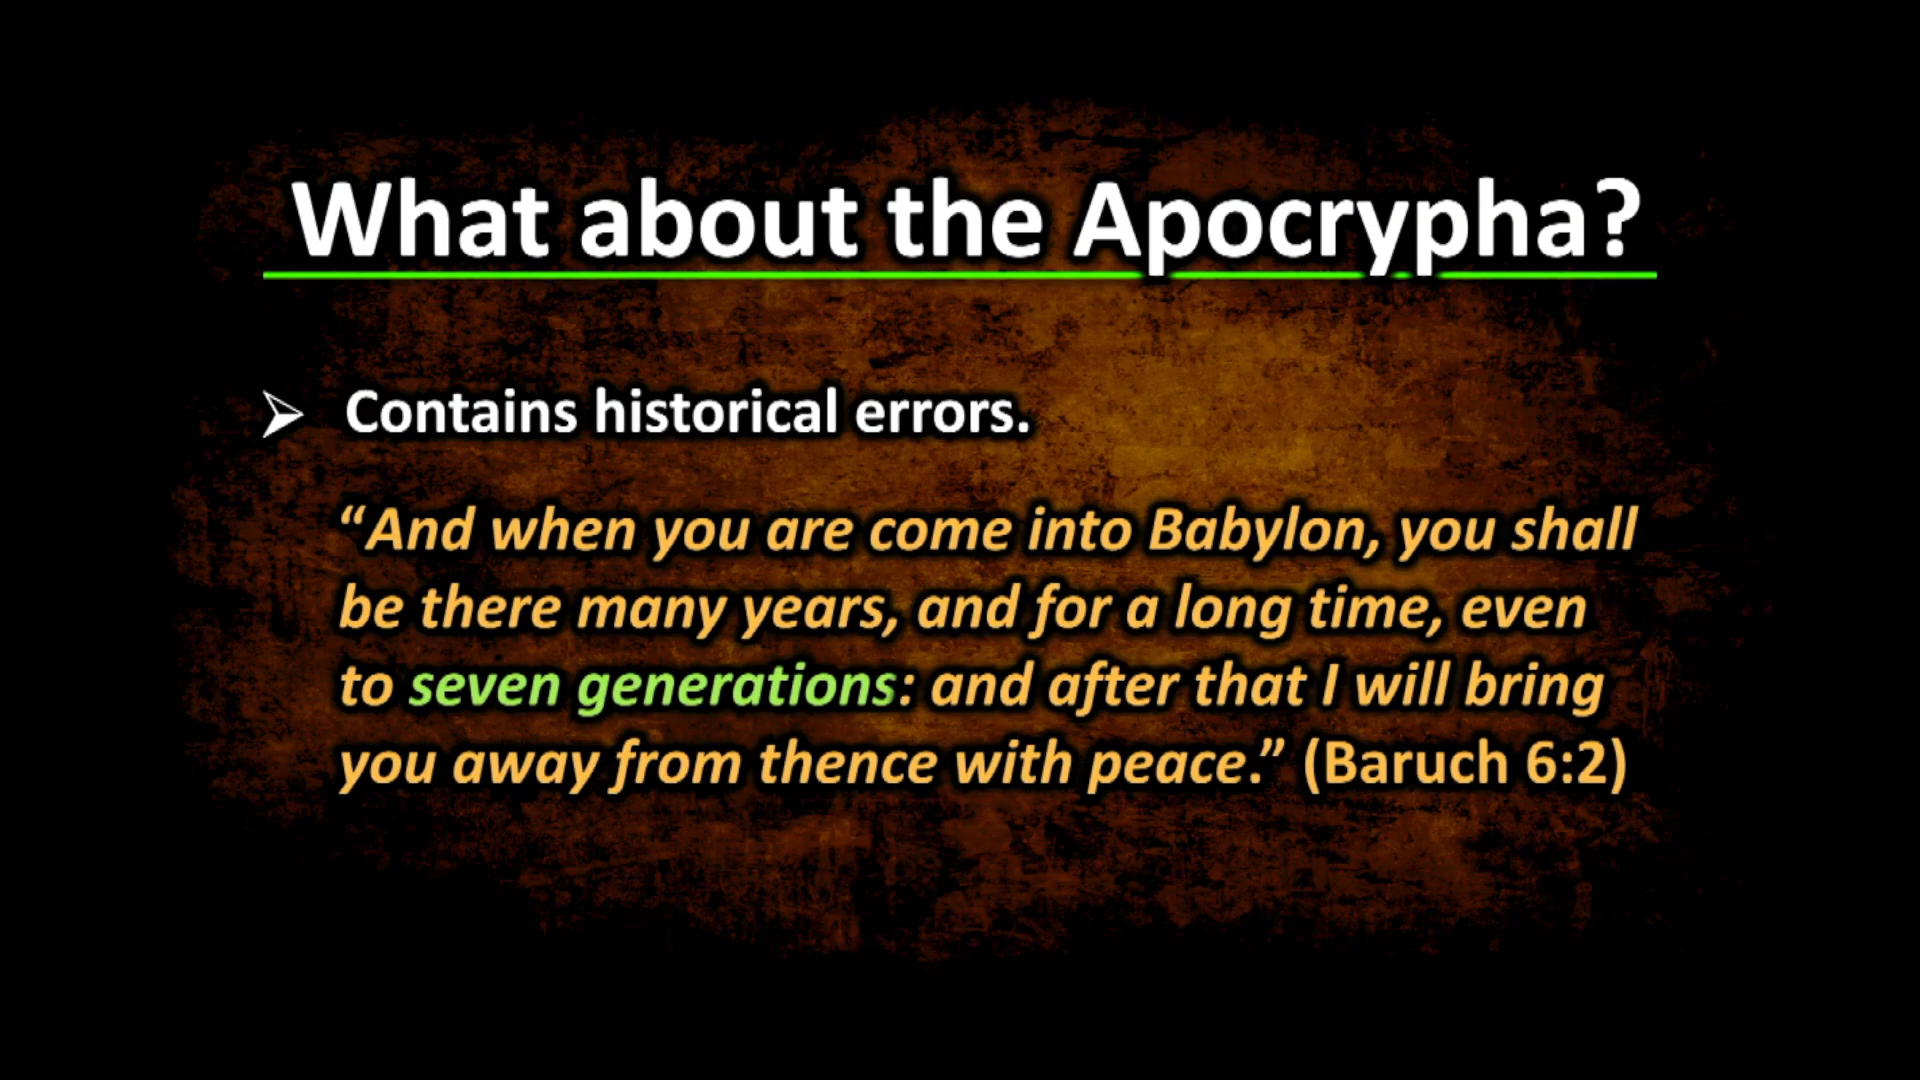 What about the Apocrypha?
Contains historical errors.
“And when you are come into Babylon, you shall
be there many years, and for a long time, even
to seven generations: and after that I will bring
you away from thence with peace.” (Baruch 6:2)